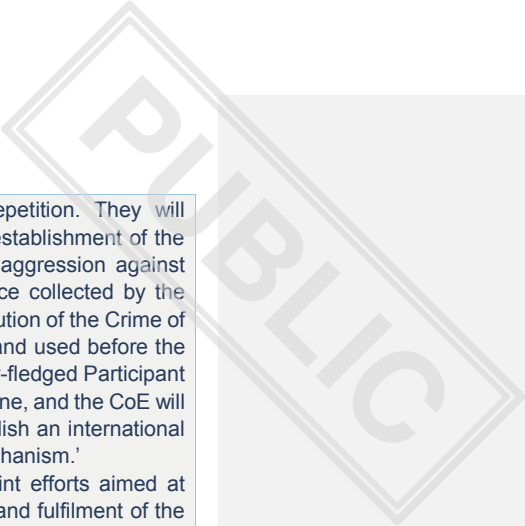 PUBLIC
epetition. They will
establishment of the
aggression against
ce collected by the
ution of the Crime of
and used before the
-fledged Participant
ne, and the CoE will
lish an international
hanism.’
int efforts aimed at
and fulfilment of the